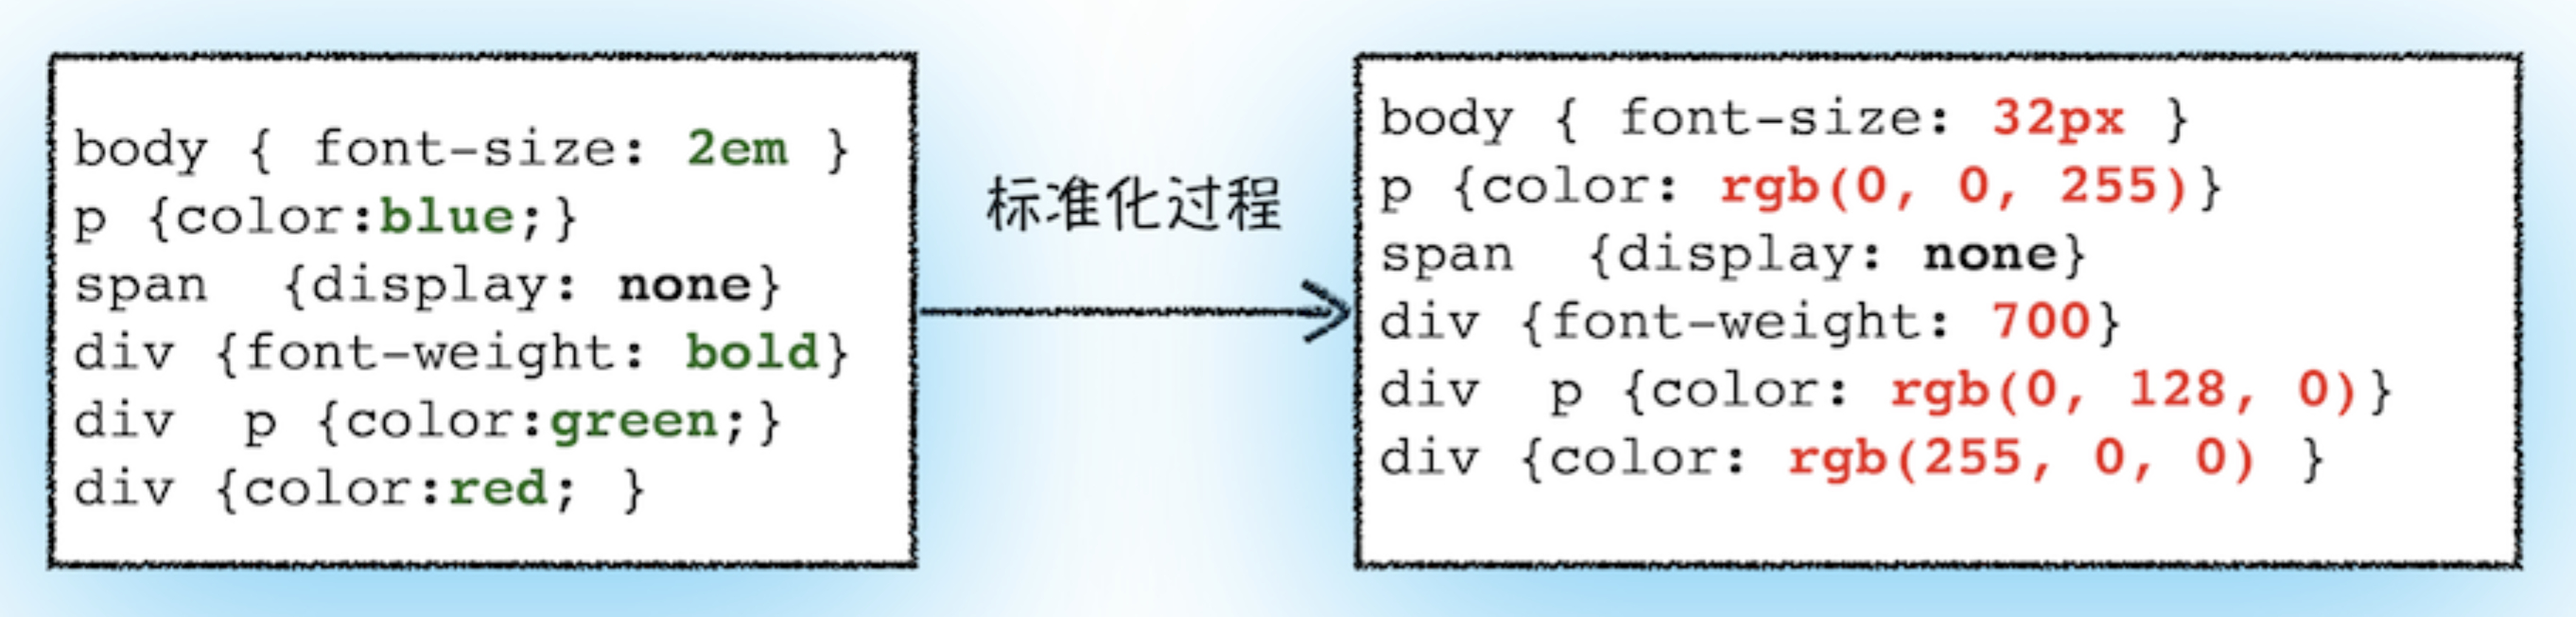 body { font-size: 2em }
p {color:blue;}
span  {display: none}
div {font-weight: bold}
div  p {color:green;}
div {color:red; }
标准化过程
body { font-size: 32px }
p {color: rgb(0, 0, 255)}
span  {display: none}
div {font-weight: 700}
div  p {color: rgb(0, 128, 0)}
div {color: rgb(255, 0, 0) }